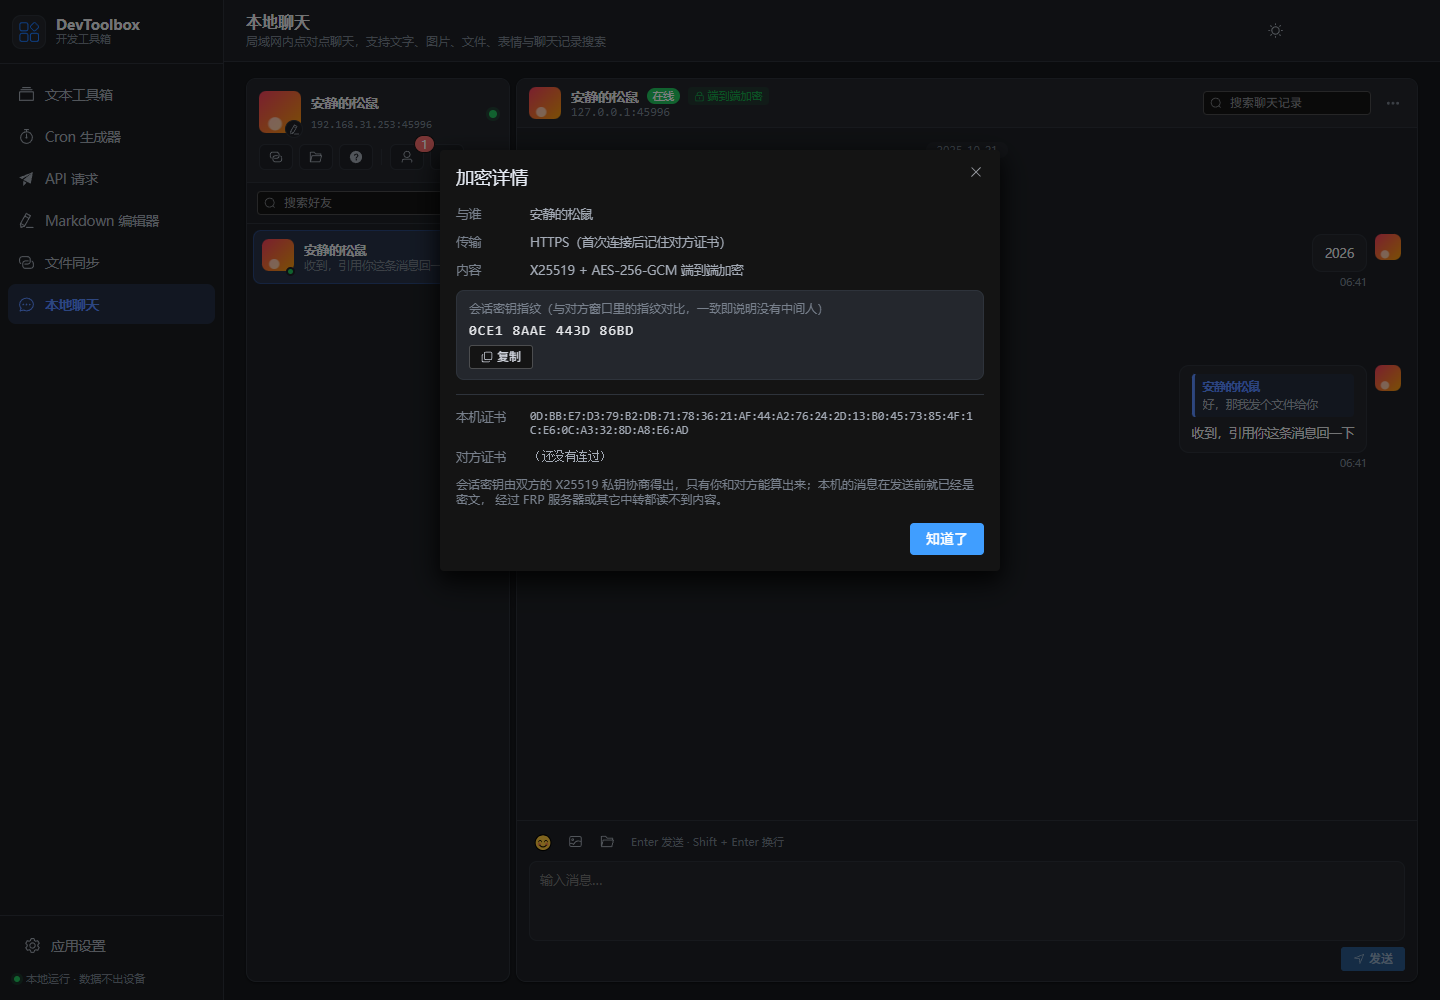 DevToolbox
开发工具箱
文本工具箱
Cron 生成器
API 请求
Markdown 编辑器
文件同步
本地聊天
应用设置
本地运行 · 数据不出设备
本地聊天
局域网内点对点聊天，支持文字、图片、文件、表情与聊天记录搜索
安静的松鼠
192.168.31.253:45996
1
搜索好友
安静的松鼠
收到，引用你这条消息回一
安静的松鼠 在线 端到端加密
127.0.0.1:45996
搜索聊天记录
2025-10-21
2026
06:41
安静的松鼠
好，那我发个文件给你
收到，引用你这条消息回一下
06:41
加密详情
与谁 安静的松鼠
传输 HTTPS（首次连接后记住对方证书）
内容 X25519 + AES-256-GCM 端到端加密
会话密钥指纹（与对方窗口里的指纹对比，一致即说明没有中间人）
0CE1 8AAE 443D 86BD
复制
本机证书 0D:BB:E7:D3:79:B2:DB:71:78:36:21:AF:44:A2:76:24:2D:13:B0:45:73:85:4F:1
C:E6:0C:A3:32:8D:A8:E6:AD
对方证书 （还没有连过）
会话密钥由双方的 X25519 私钥协商得出，只有你和对方能算出来；本机的消息在发送前就已经是
密文， 经过 FRP 服务器或其它中转都读不到内容。
知道了
Enter 发送 · Shift + Enter 换行
输入消息...
发送